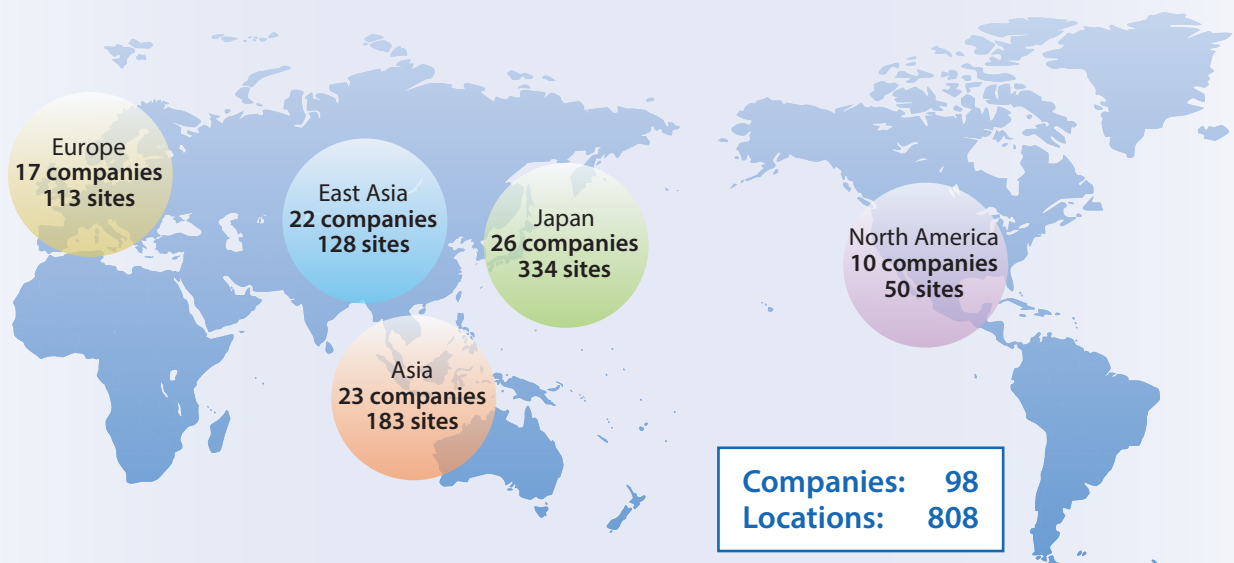 Europe
17 companies
113 sites
East Asia
22 companies
128 sites
Japan
26 companies
334 sites
North America
10 companies
50 sites
Asia
23 companies
183 sites
Companies: 98
Locations: 808